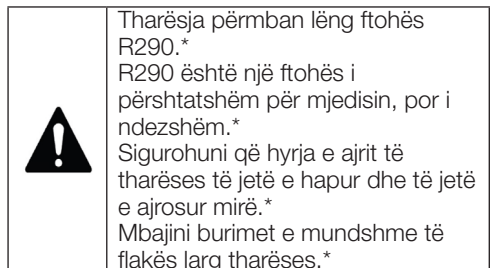 Tharësja përmban lëng ftohës
R290.*
R290 është një ftohës i
përshtatshëm për mjedisin, por i
ndezshëm.*
Sigurohuni që hyrja e ajrit të
tharëses të jetë e hapur dhe të jetë
e ajrosur mirë.*
Mbajini burimet e mundshme të
flakës larg tharëses.*